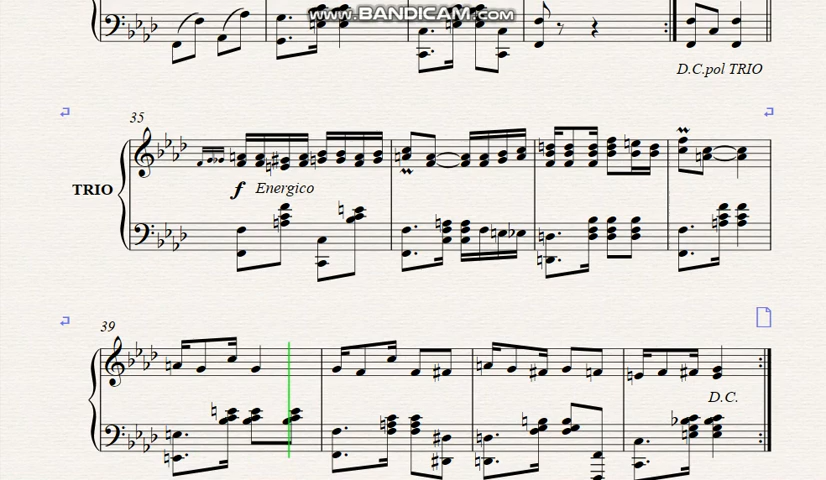 www.BANDICAM.com
D.C.pol TRIO
35
TRIO
f Energico
39
D.C.